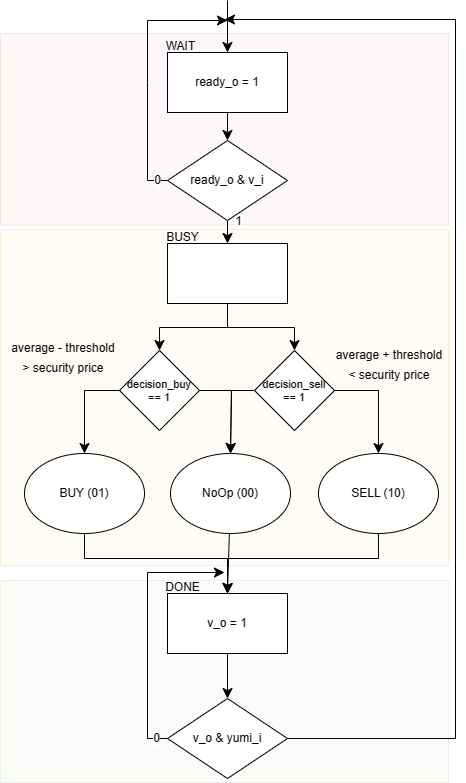 WAIT
ready_o = 1
ready_o & v_i
0
1
BUSY
average - threshold
> security price
average + threshold
< security price
decision_buy
== 1
decision_sell
== 1
BUY (01)
NoOp (00)
SELL (10)
DONE
v_o = 1
v_o & yumi_i
0